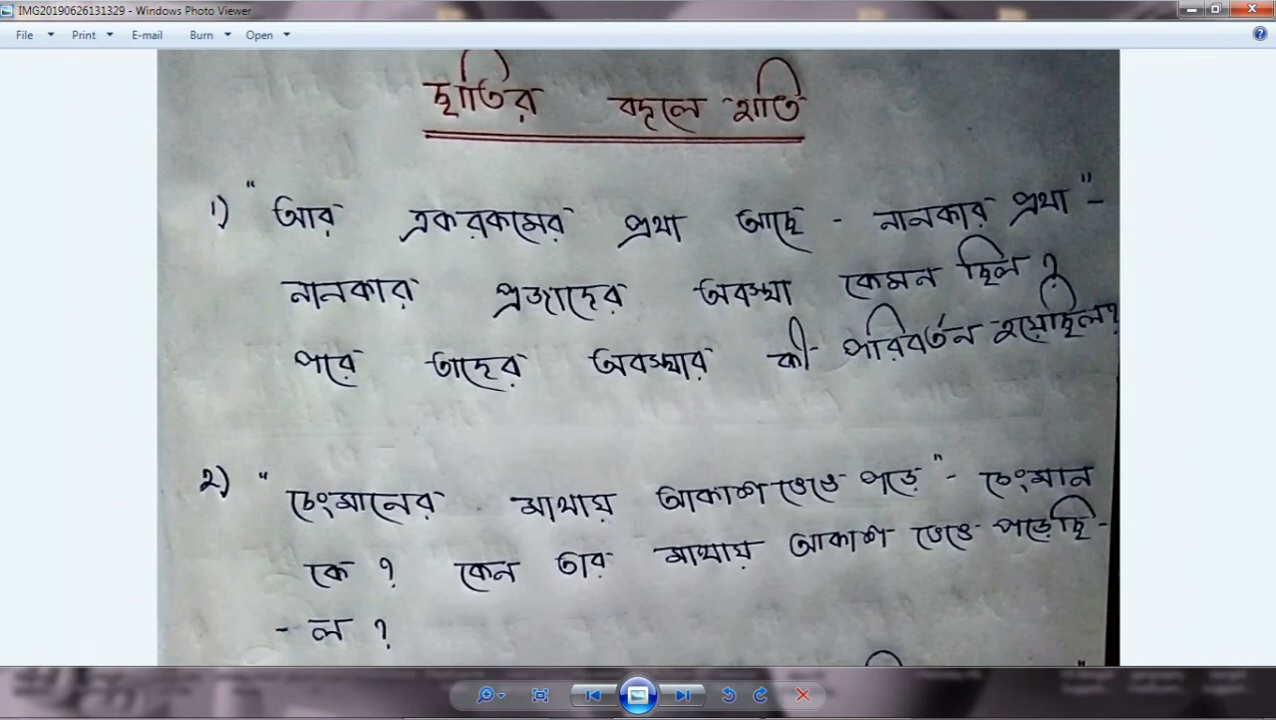 IMG20190626131329 - Windows Photo Viewer
File Print E-mail Burn Open
ছাতির বদলে হাতি
১) "আর একরকমের প্রথা আছে - নানকার প্রথা" -
নানকার প্রজাদের অবস্থা কেমন ছিল ?
পরে তাদের অবস্থার কী পরিবর্তন হয়েছিল?
২) "চেংমানের মাথায় আকাশ ভেঙে পড়ে" - চেংমান
কে ? কেন তার মাথায় আকাশ ভেঙে পড়েছি-
- ল ?